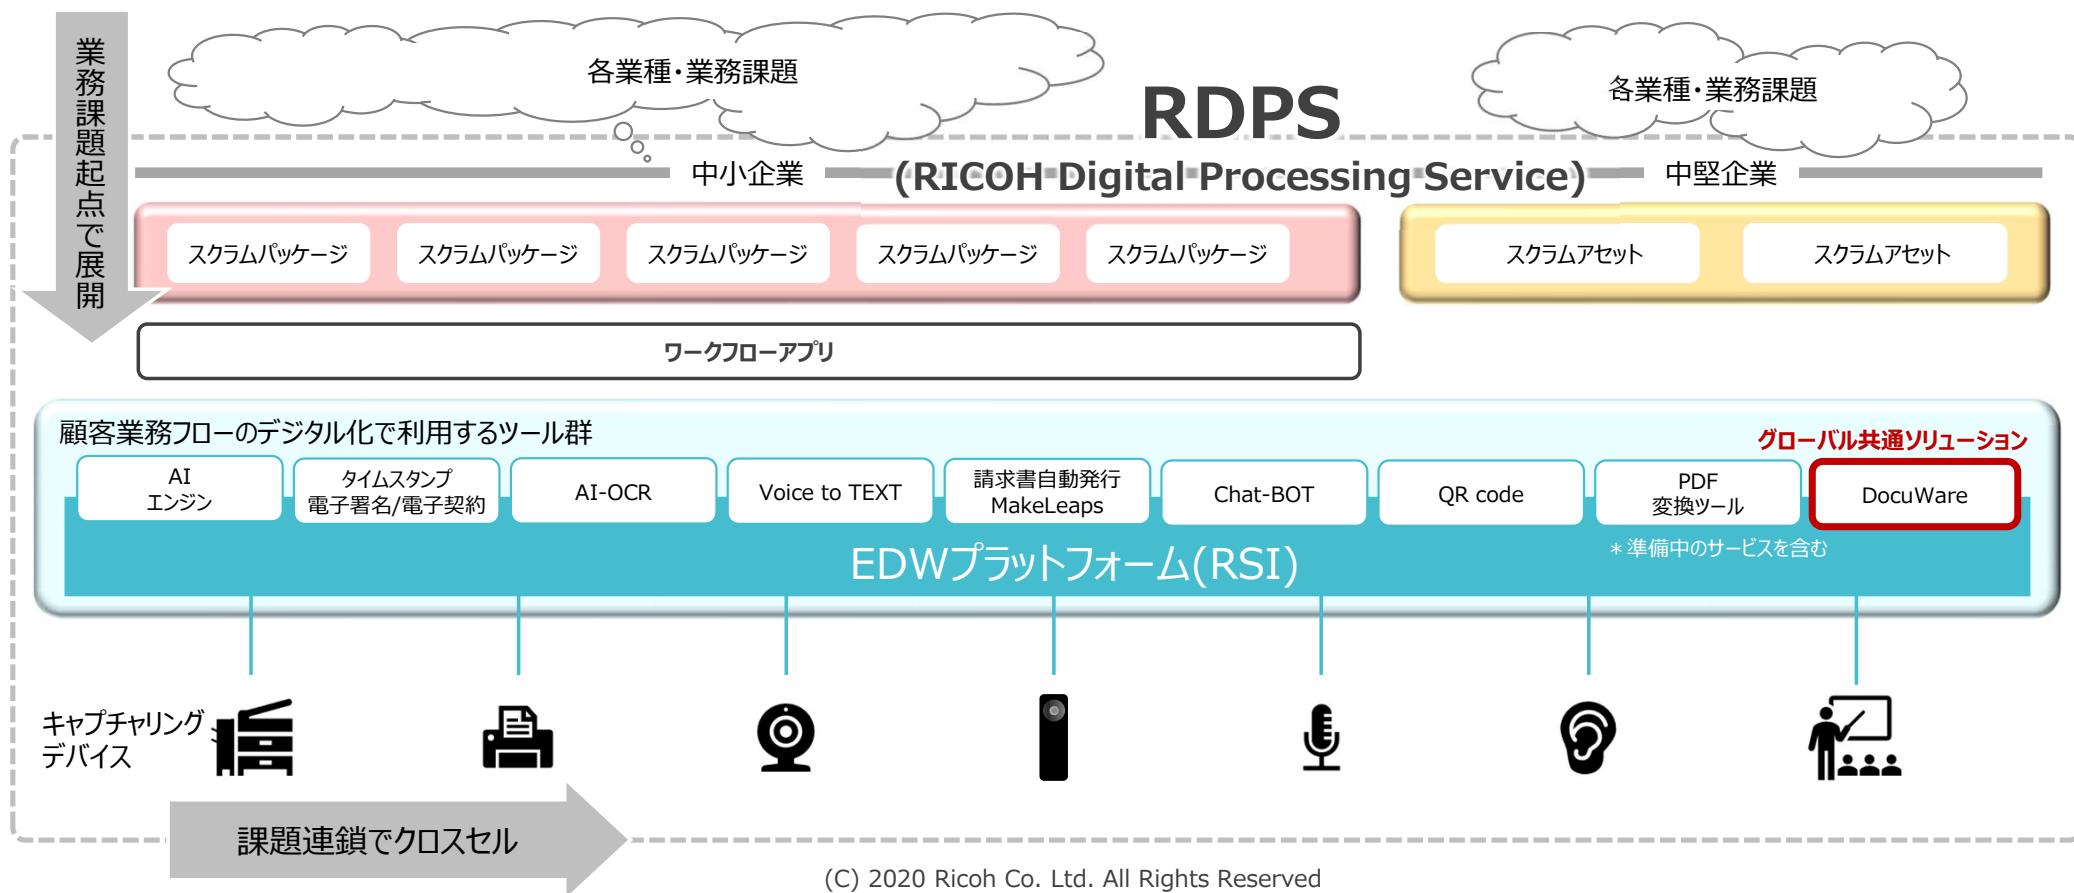 業務課題起点で展開
各業種・業務課題
各業種・業務課題
RDPS
(RICOH Digital Processing Service)
中小企業
中堅企業
スクラムパッケージ
スクラムパッケージ
スクラムパッケージ
スクラムパッケージ
スクラムパッケージ
スクラムアセット
スクラムアセット
ワークフローアプリ
顧客業務フローのデジタル化で利用するツール群
グローバル共通ソリューション
AI
エンジン
タイムスタンプ
電子署名/電子契約
AI-OCR
Voice to TEXT
請求書自動発行
MakeLeaps
Chat-BOT
QR code
PDF
変換ツール
DocuWare
EDWプラットフォーム(RSI)
＊準備中のサービスを含む
キャプチャリング
デバイス
課題連鎖でクロスセル
(C) 2020 Ricoh Co. Ltd. All Rights Reserved